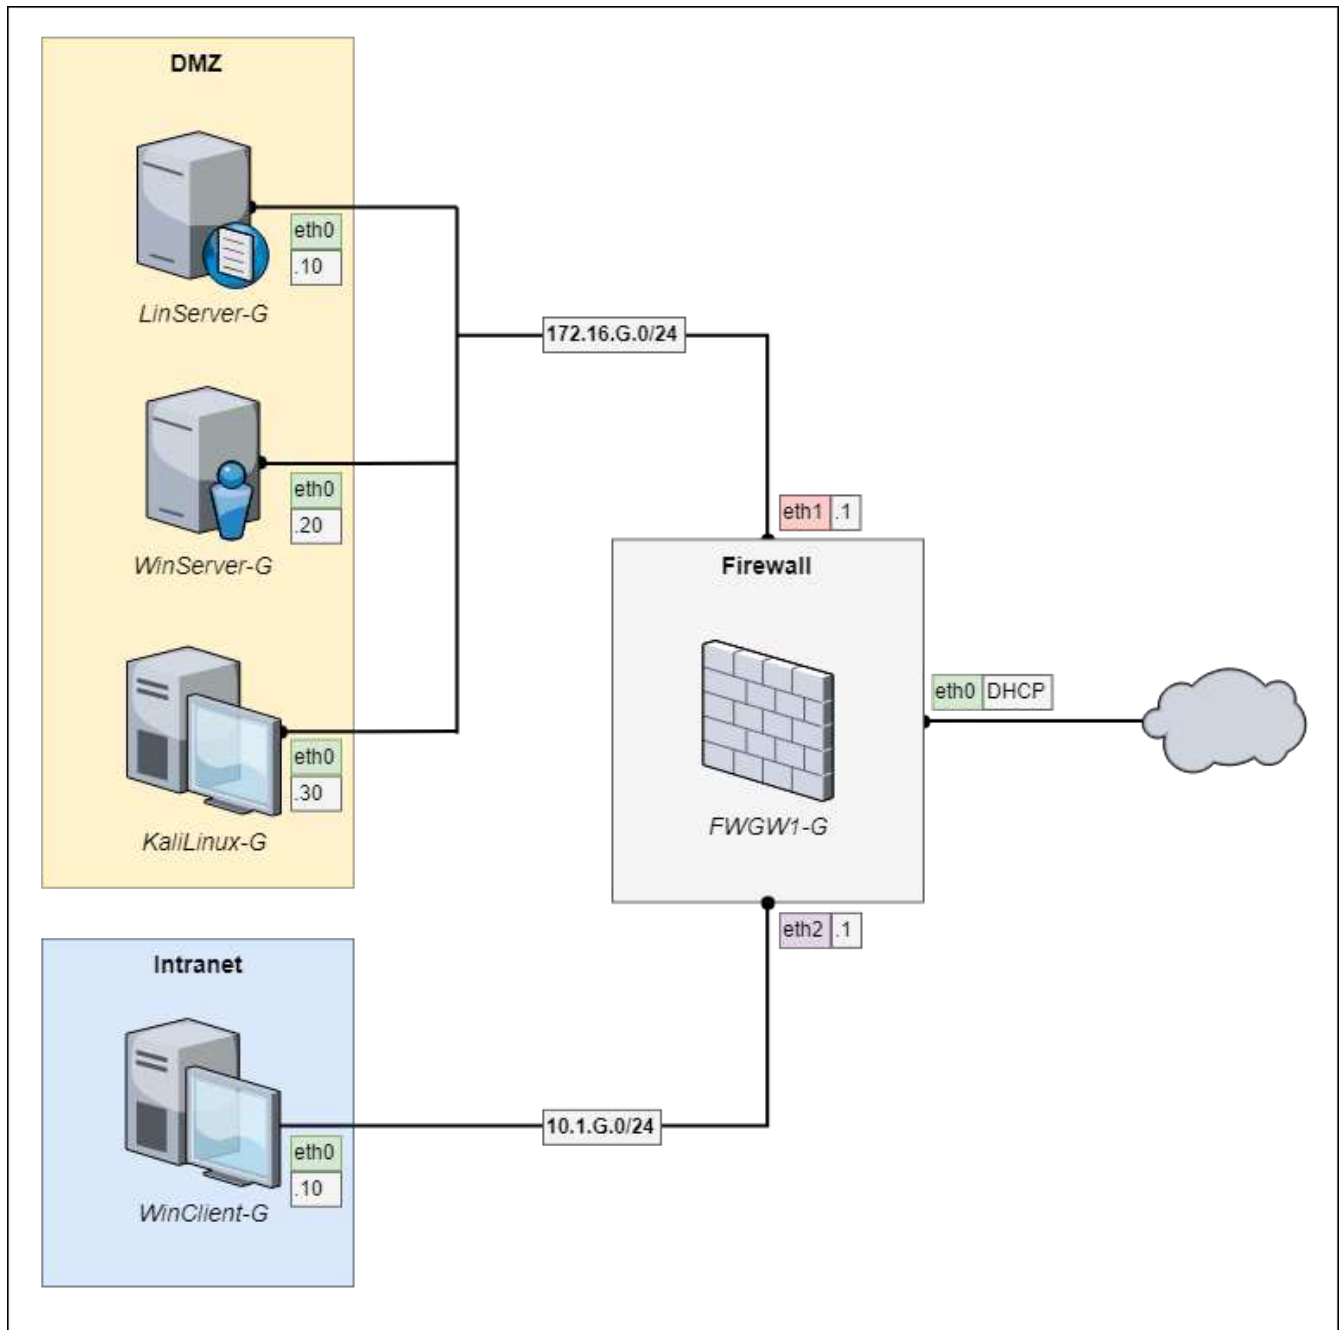 DMZ
eth0
.10
LinServer-G
172.16.G.0/24
eth0
.20
WinServer-G
eth1 .1
Firewall
eth0 DHCP
eth0
.30
KaliLinux-G
FWGW1-G
eth2 .1
Intranet
10.1.G.0/24
eth0
.10
WinClient-G